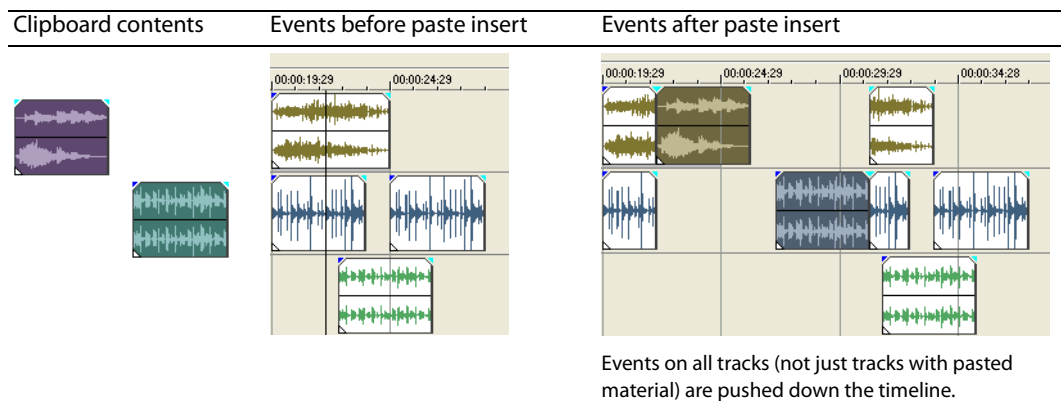 Clipboard contents Events before paste insert Events after paste insert
00:00:19:29 00:00:24:29 00:00:19:29 00:00:24:29 00:00:29:29 00:00:34:28
Events on all tracks (not just tracks with pasted
material) are pushed down the timeline.